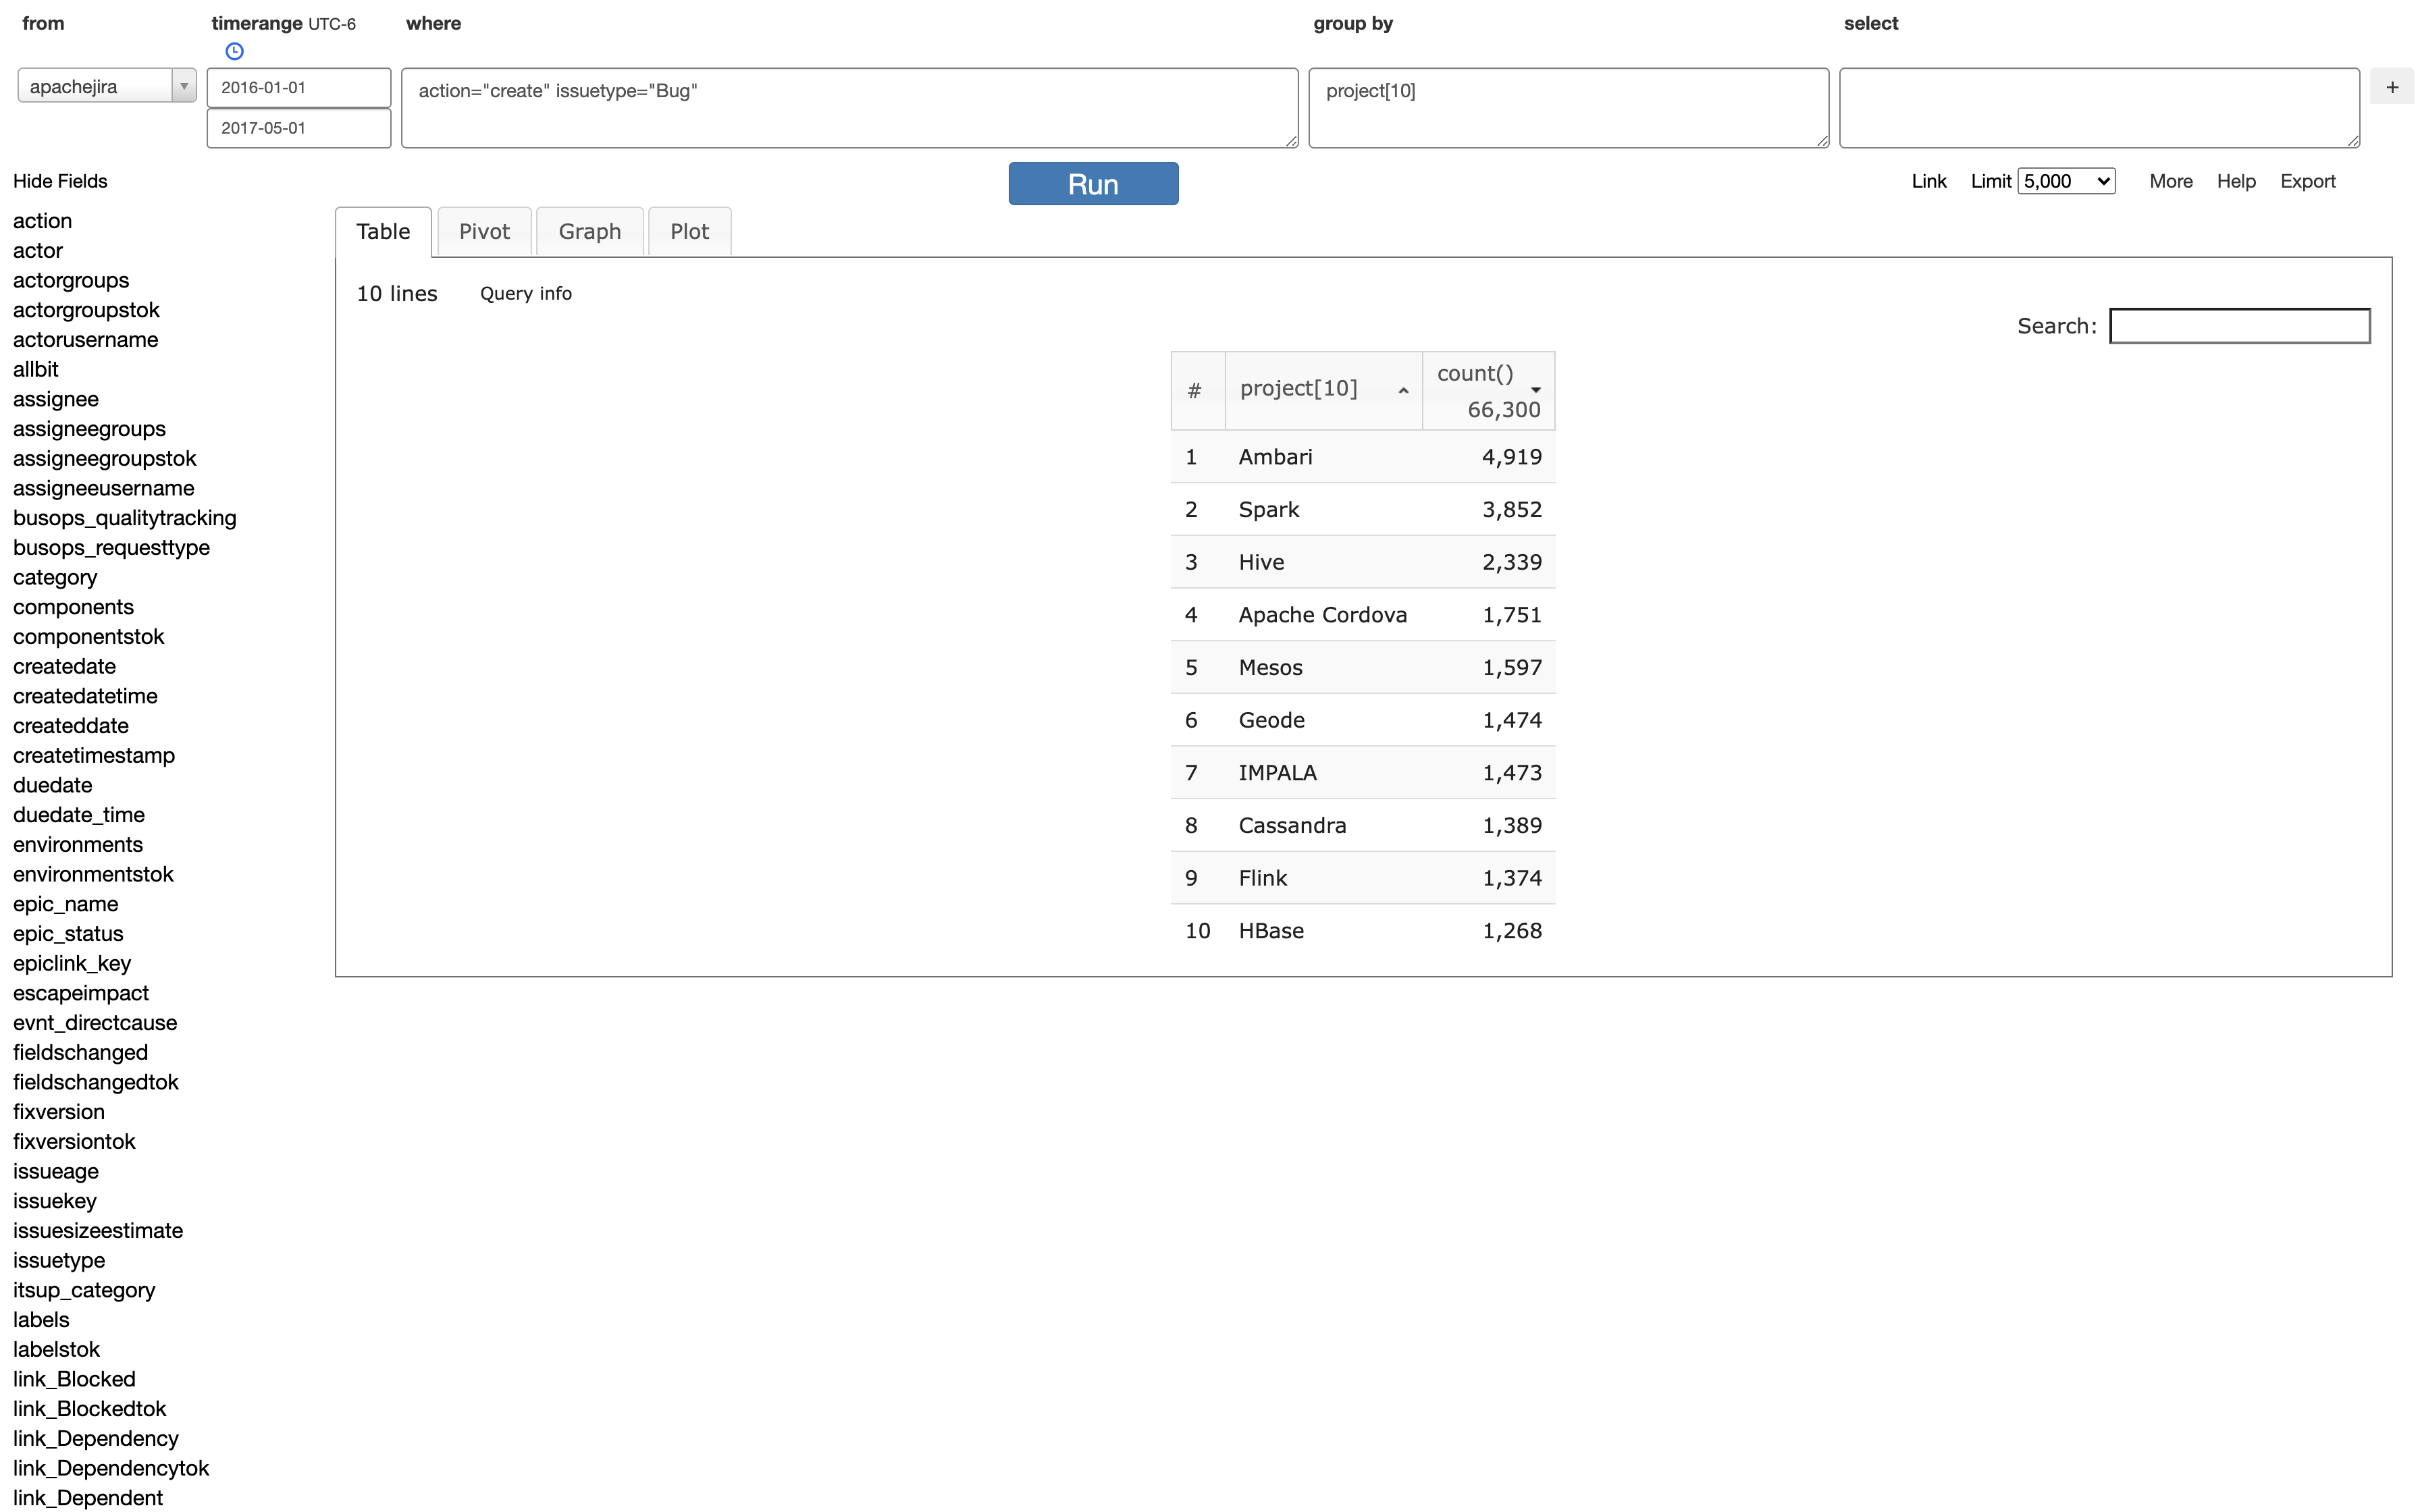 from timerange UTC-6 where group by select
apachejira 2016-01-01 action="create" issuetype="Bug" project[10] +
2017-05-01
Hide Fields Run Link Limit 5,000 More Help Export
Table Pivot Graph Plot
10 lines Query info
Search:
# project[10] count()
66,300
1 Ambari 4,919
2 Spark 3,852
3 Hive 2,339
4 Apache Cordova 1,751
5 Mesos 1,597
6 Geode 1,474
7 IMPALA 1,473
8 Cassandra 1,389
9 Flink 1,374
10 HBase 1,268
action
actor
actorgroups
actorgroupstok
actorusername
allbit
assignee
assigneegroups
assigneegroupstok
assigneeusername
busops_qualitytracking
busops_requesttype
category
components
componentstok
createdate
createdatetime
createddate
createtimestamp
duedate
duedate_time
environments
environmentstok
epic_name
epic_status
epiclink_key
escapeimpact
evnt_directcause
fieldschanged
fieldschangedtok
fixversion
fixversiontok
issueage
issuekey
issuesizeestimate
issuetype
itsup_category
labels
labelstok
link_Blocked
link_Blockedtok
link_Dependency
link_Dependencytok
link_Dependent